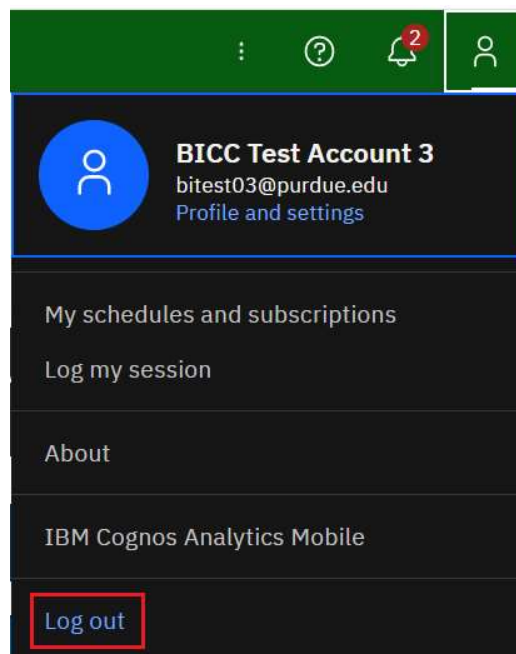 2
BICC Test Account 3
bitest03@purdue.edu
Profile and settings
My schedules and subscriptions
Log my session
About
IBM Cognos Analytics Mobile
Log out